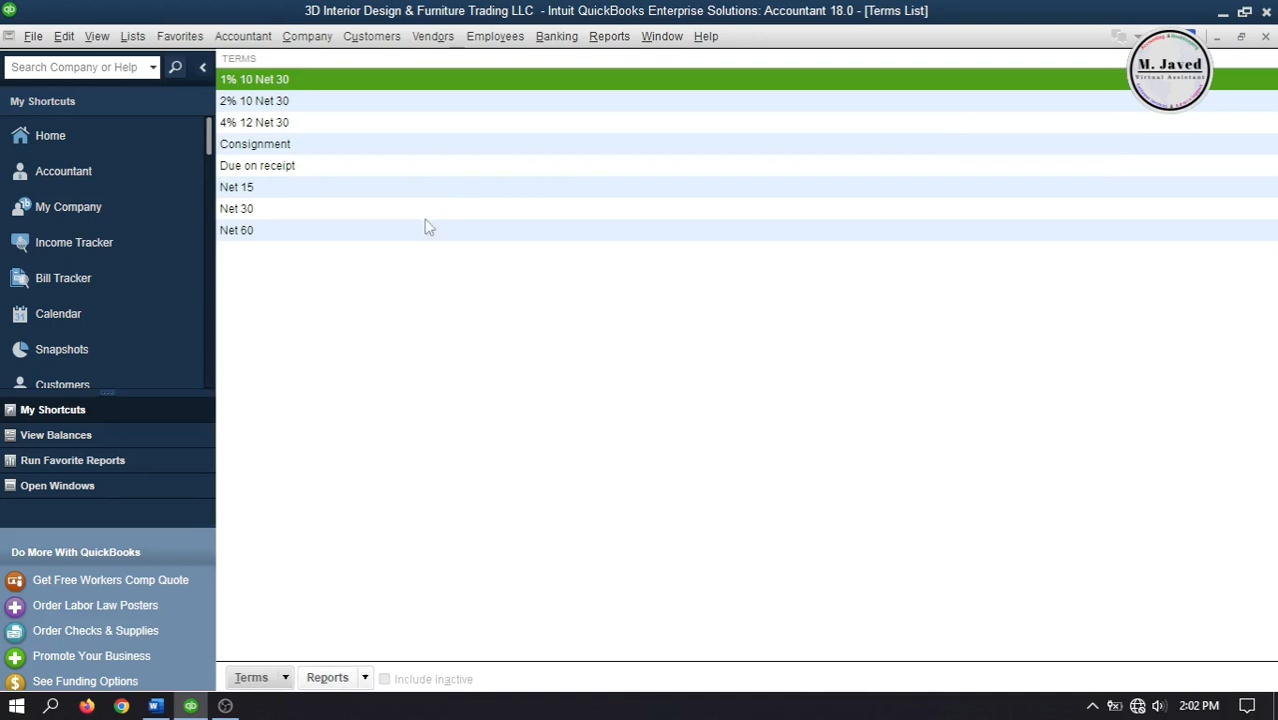 3D Interior Design & Furniture Trading LLC - Intuit QuickBooks Enterprise Solutions: Accountant 18.0 - [Terms List]
File Edit View Lists Favorites Accountant Company Customers Vendors Employees Banking Reports Window Help
Search Company or Help
My Shortcuts
Home
Accountant
My Company
Income Tracker
Bill Tracker
Calendar
Snapshots
Customers
My Shortcuts
View Balances
Run Favorite Reports
Open Windows
Do More With QuickBooks
Get Free Workers Comp Quote
Order Labor Law Posters
Order Checks & Supplies
Promote Your Business
See Funding Options
TERMS
1% 10 Net 30
2% 10 Net 30
4% 12 Net 30
Consignment
Due on receipt
Net 15
Net 30
Net 60
Terms Reports Include inactive
M. Javed
Virtual Assistant
2:02 PM